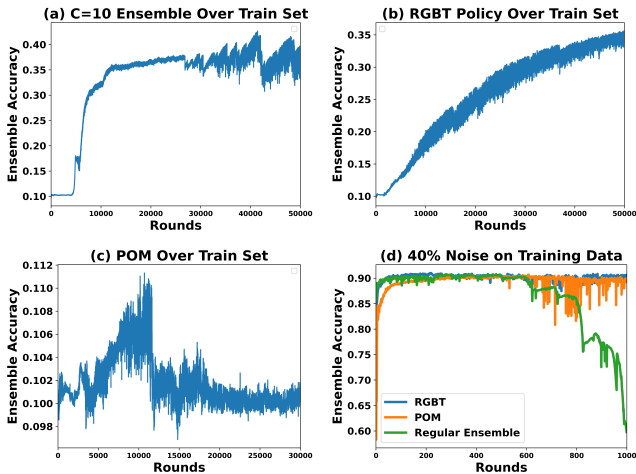 (a) C=10 Ensemble Over Train Set
Ensemble Accuracy
0.40
0.35
0.30
0.25
0.20
0.15
0.10
0 10000 20000 30000 40000 50000
Rounds
(b) RGBT Policy Over Train Set
Ensemble Accuracy
0.35
0.30
0.25
0.20
0.15
0.10
0 10000 20000 30000 40000 50000
Rounds
(c) POM Over Train Set
Ensemble Accuracy
0.112
0.110
0.108
0.106
0.104
0.102
0.100
0.098
0 5000 10000 15000 20000 25000 30000
Rounds
(d) 40% Noise on Training Data
Ensemble Accuracy
0.90
0.85
0.80
0.75
0.70
0.65
0.60
RGBT
POM
Regular Ensemble
0 200 400 600 800 1000
Rounds